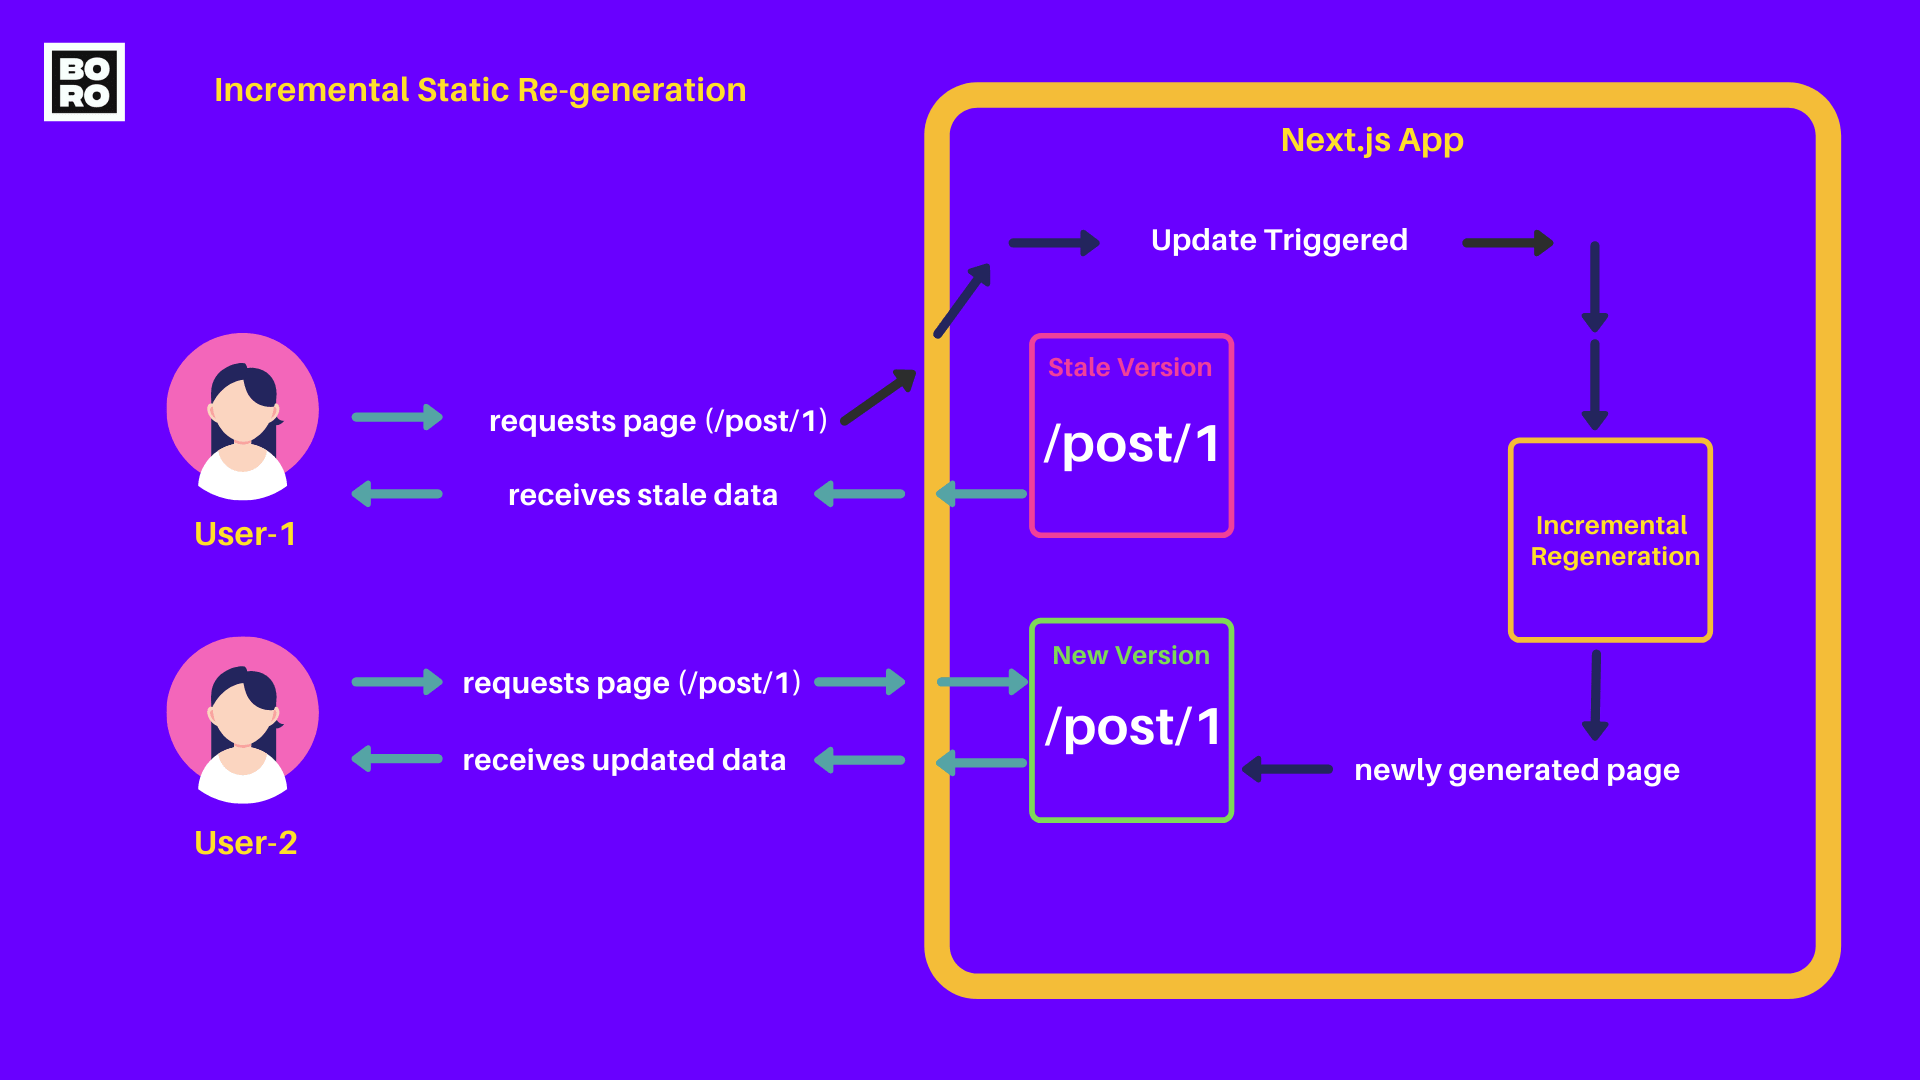 BO
RO
Incremental Static Re-generation
Next.js App
Update Triggered
requests page (/post/1)
receives stale data
User-1
Stale Version
/post/1
Incremental
Regeneration
requests page (/post/1)
receives updated data
User-2
New Version
/post/1
newly generated page